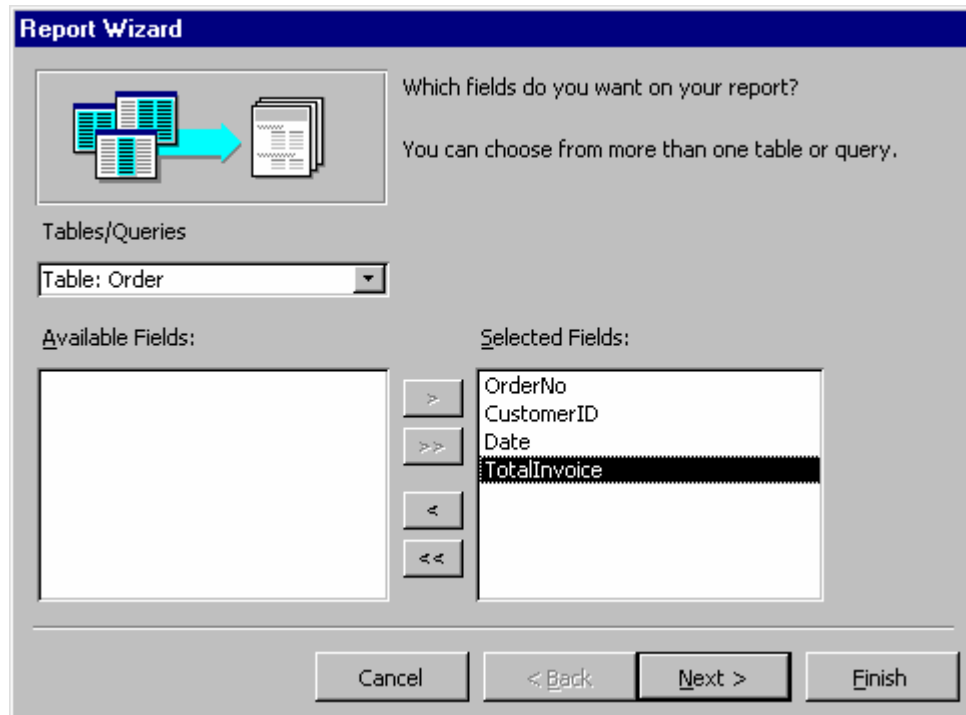 Report Wizard
Which fields do you want on your report?
You can choose from more than one table or query.
Tables/Queries
Table: Order
Available Fields:
Selected Fields:
OrderNo
CustomerID
Date
TotalInvoice
>
>>
<
<<
Cancel
< Back
Next >
Finish